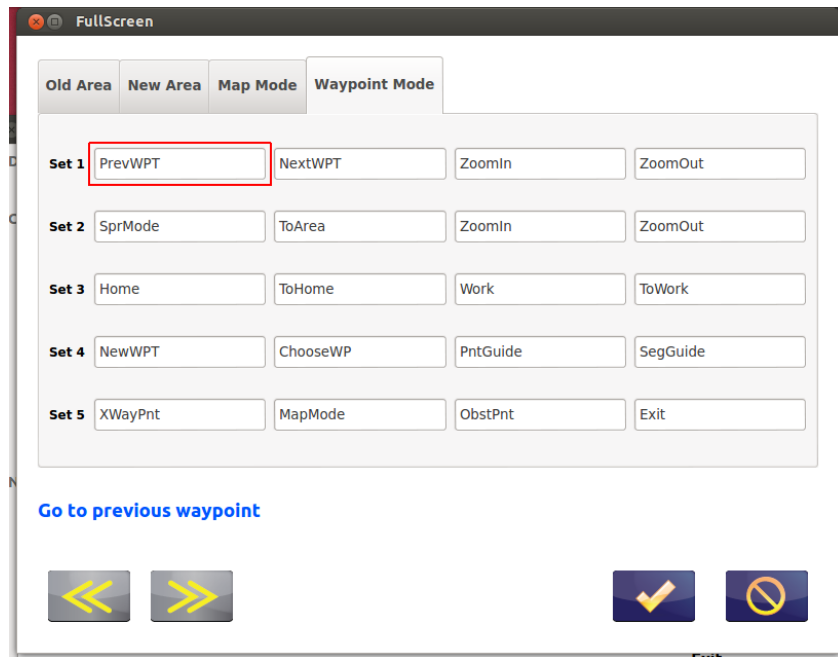 FullScreen
Old Area New Area Map Mode Waypoint Mode
Set 1 PrevWPT NextWPT ZoomIn ZoomOut
Set 2 SprMode ToArea ZoomIn ZoomOut
Set 3 Home ToHome Work ToWork
Set 4 NewWPT ChooseWP PntGuide SegGuide
Set 5 XWayPnt MapMode ObstPnt Exit
Go to previous waypoint